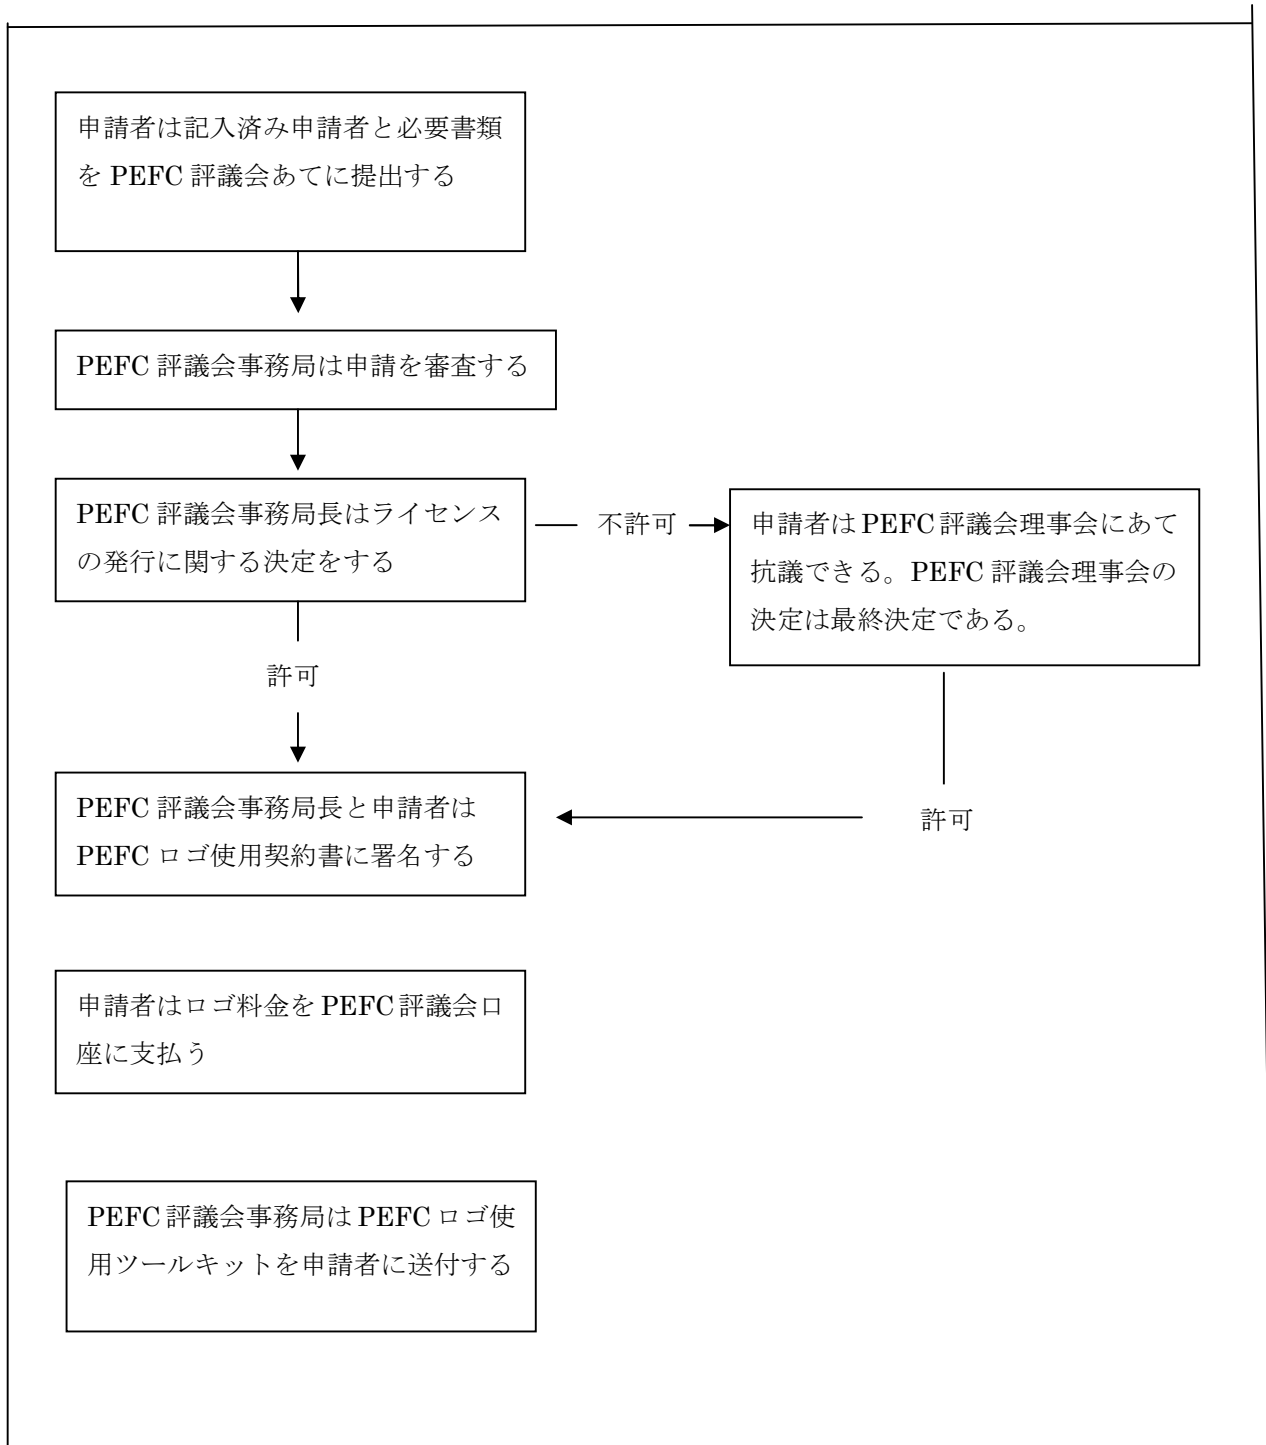 申請者は記入済み申請者と必要書類
を PEFC 評議会あてに提出する
PEFC 評議会事務局は申請を審査する
PEFC 評議会事務局長はライセンス
の発行に関する決定をする
不許可
申請者は PEFC 評議会理事会にあて
抗議できる。PEFC 評議会理事会の
決定は最終決定である。
許可
PEFC 評議会事務局長と申請者は
PEFC ロゴ使用契約書に署名する
許可
申請者はロゴ料金を PEFC 評議会口
座に支払う
PEFC 評議会事務局は PEFC ロゴ使
用ツールキットを申請者に送付する